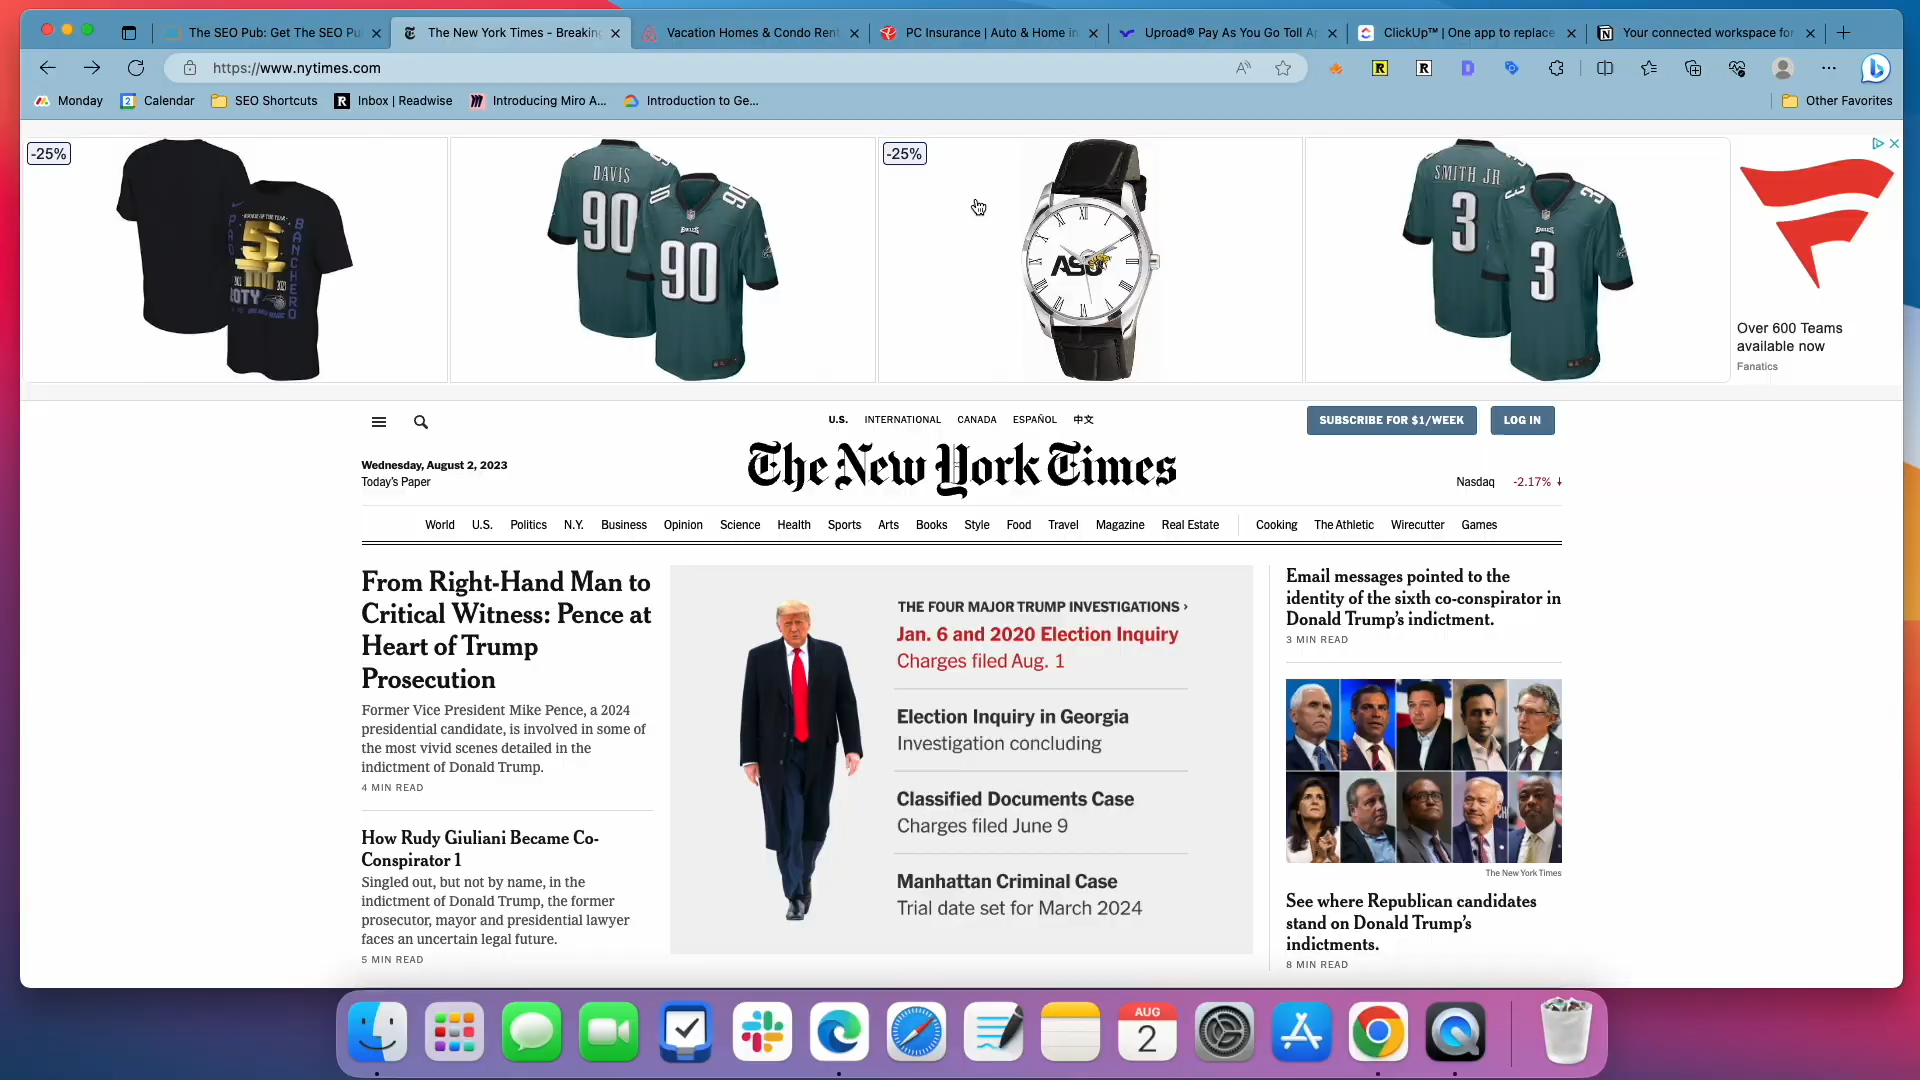 The SEO Pub: Get The SEO Pu
The New York Times - Breaking
Vacation Homes & Condo Rent
PC Insurance | Auto & Home in
Uproad® Pay As You Go Toll A
ClickUp™ | One app to replace
Your connected workspace for
https://www.nytimes.com
Monday
Calendar
SEO Shortcuts
Inbox | Readwise
Introducing Miro A...
Introduction to Ge...
Other Favorites
-25%
ROOKIE OF THE YEAR
BANCHERO
ROTY
DAVIS
90
90
-25%
ASU
SMITH JR
3
3
Over 600 Teams
available now
Fanatics
U.S.
INTERNATIONAL
CANADA
ESPAÑOL
中文
SUBSCRIBE FOR $1/WEEK
LOG IN
Wednesday, August 2, 2023
Today's Paper
The New York Times
Nasdaq -2.17% ↓
World
U.S.
Politics
N.Y.
Business
Opinion
Science
Health
Sports
Arts
Books
Style
Food
Travel
Magazine
Real Estate
Cooking
The Athletic
Wirecutter
Games
From Right-Hand Man to
Critical Witness: Pence at
Heart of Trump
Prosecution
Former Vice President Mike Pence, a 2024
presidential candidate, is involved in some of
the most vivid scenes detailed in the
indictment of Donald Trump.
4 MIN READ
How Rudy Giuliani Became Co-
Conspirator 1
Singled out, but not by name, in the
indictment of Donald Trump, the former
prosecutor, mayor and presidential lawyer
faces an uncertain legal future.
5 MIN READ
THE FOUR MAJOR TRUMP INVESTIGATIONS ›
Jan. 6 and 2020 Election Inquiry
Charges filed Aug. 1
Election Inquiry in Georgia
Investigation concluding
Classified Documents Case
Charges filed June 9
Manhattan Criminal Case
Trial date set for March 2024
Email messages pointed to the
identity of the sixth co-conspirator in
Donald Trump's indictment.
3 MIN READ
The New York Times
See where Republican candidates
stand on Donald Trump's
indictments.
8 MIN READ
AUG
2